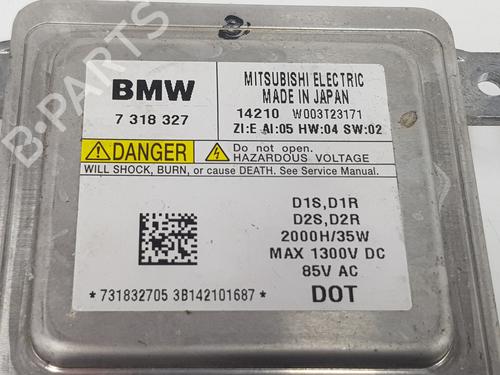 B-PARTS
BMW
7 318 327
MITSUBISHI ELECTRIC
MADE IN JAPAN
14210 W003T23171
ZI:E AI:05 HW:04 SW:02
DANGER
Do not open.
HAZARDOUS VOLTAGE
WILL SHOCK, BURN, or cause DEATH. See Service Manual.
D1S,D1R
D2S,D2R
2000H/35W
MAX 1300V DC
85V AC
*731832705 3B142101687*
DOT